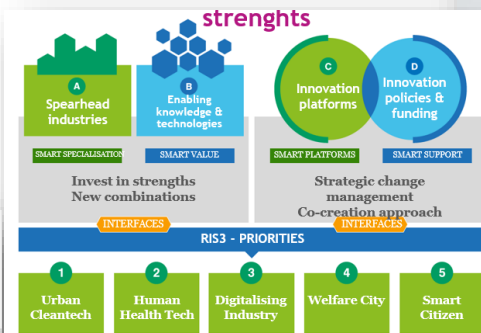 strenghts
A
Spearhead
industries
B
Enabling
knowledge &
technologies
C
Innovation
platforms
D
Innovation
policies &
funding
SMART SPECIALISATION
SMART VALUE
SMART PLATFORMS
SMART SUPPORT
Invest in strengths
New combinations
Strategic change
management
Co-creation approach
INTERFACES
INTERFACES
RIS3 - PRIORITIES
1
Urban
Cleantech
2
Human
Health Tech
3
Digitalising
Industry
4
Welfare City
5
Smart
Citizen